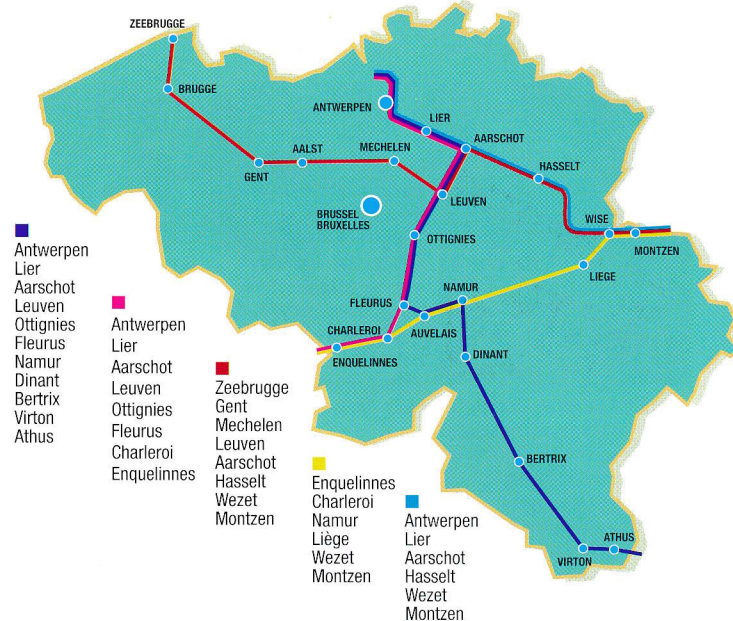 ZEEBRUGGE
BRUGGE
ANTWERPEN
LIER
AARSCHOT
MECHELEN
AALST
GENT
HASSELT
LEUVEN
BRUSSEL
BRUXELLES
WISE
MONTZEN
OTTIGNIES
LIEGE
NAMUR
FLEURUS
AUVELAIS
CHARLEROI
ENQUELINNES
DINANT
BERTRIX
ATHUS
VIRTON
Antwerpen
Lier
Aarschot
Leuven
Ottignies
Fleurus
Namur
Dinant
Bertrix
Virton
Athus
Antwerpen
Lier
Aarschot
Leuven
Ottignies
Fleurus
Charleroi
Enquelinnes
Zeebrugge
Gent
Mechelen
Leuven
Aarschot
Hasselt
Wezet
Montzen
Enquelinnes
Charleroi
Namur
Liège
Wezet
Montzen
Antwerpen
Lier
Aarschot
Hasselt
Wezet
Montzen